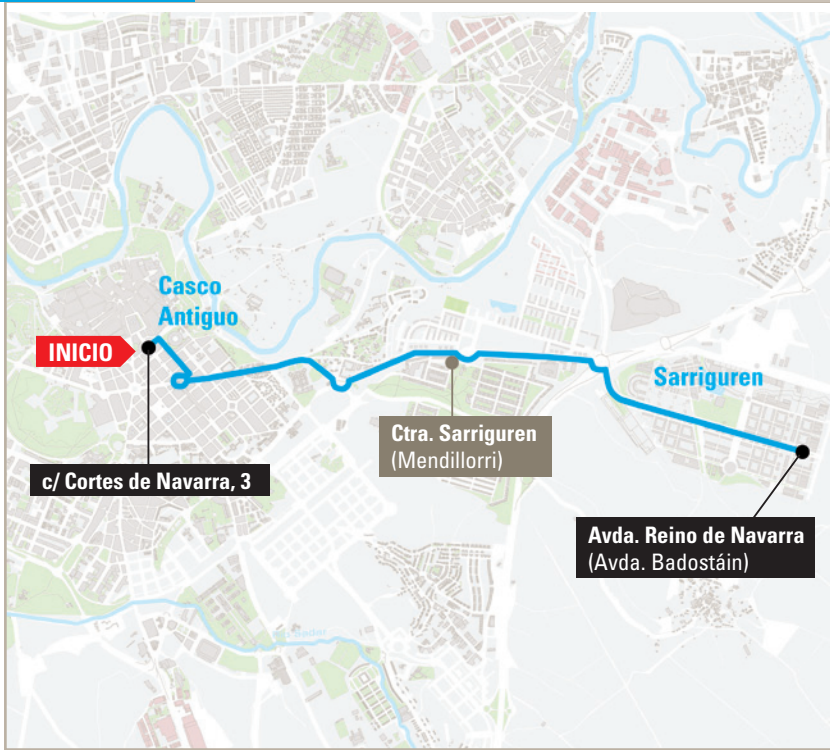 Casco
Antiguo
INICIO
Sarriguren
Ctra. Sarriguren
(Mendillorri)
c/ Cortes de Navarra, 3
Avda. Reino de Navarra
(Avda. Badostáin)